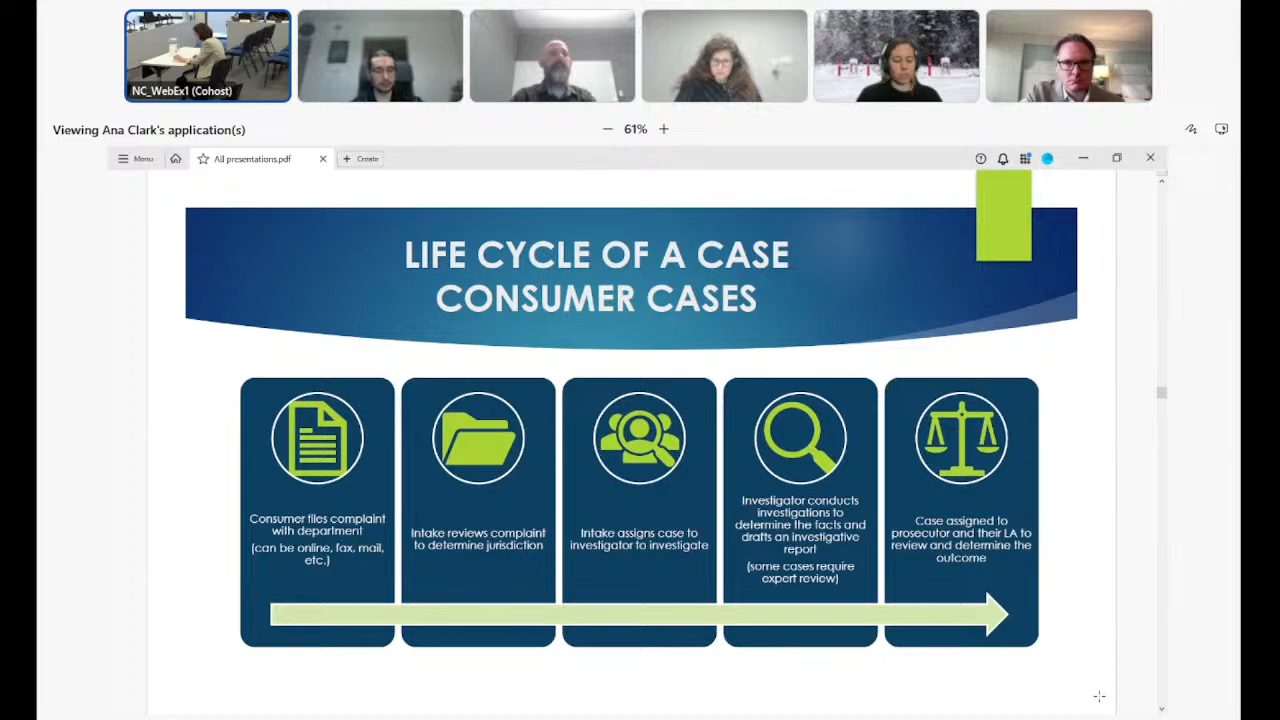 NC_WebEx1 (Cohost)
Viewing Ana Clark's application(s)
61%
Menu
All presentations.pdf
Create
LIFE CYCLE OF A CASE
CONSUMER CASES
Consumer files complaint
with department
(can be online, fax, mail,
etc.)
Intake reviews complaint
to determine jurisdiction
Intake assigns case to
investigator to investigate
Investigator conducts
investigations to
determine the facts and
drafts an investigative
report
(some cases require
expert review)
Case assigned to
prosecutor and their LA to
review and determine the
outcome